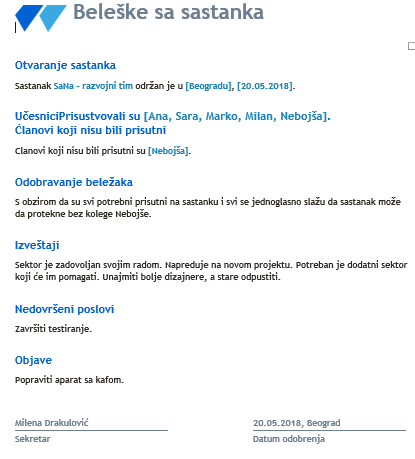 Beleške sa sastanka
Otvaranje sastanka
Sastanak SaNa - razvojni tim održan je u [Beogradu], [20.05.2018].
UčesniciPrisustvovali su [Ana, Sara, Marko, Milan, Nebojša].
Članovi koji nisu bili prisutni
Članovi koji nisu bili prisutni su [Nebojša].
Odobravanje beležaka
S obzirom da su svi potrebni prisutni na sastanku i svi se jednoglasno slažu da sastanak može
da protekne bez kolege Nebojše.
Izveštaji
Sektor je zadovoljan svojim radom. Napreduje na novom projektu. Potreban je dodatni sektor
koji će im pomagati. Unajmiti bolje dizajnere, a stare odpustiti.
Nedovršeni poslovi
Završiti testiranje.
Objave
Popraviti aparat sa kafom.
Milena Drakulović
20.05.2018, Beograd
Sekretar
Datum odobrenja